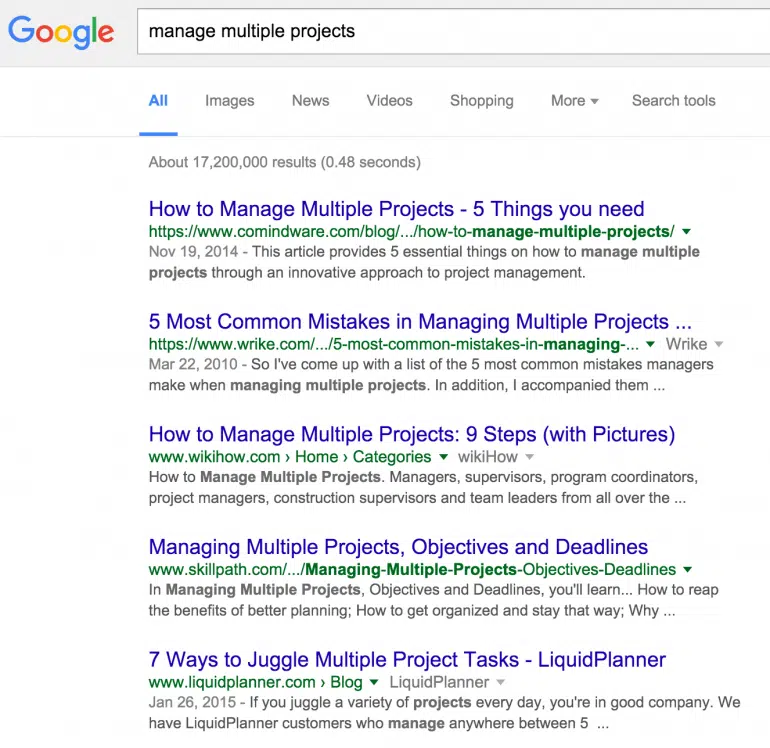 Google manage multiple projects
All Images News Videos Shopping More Search tools
About 17,200,000 results (0.48 seconds)
How to Manage Multiple Projects - 5 Things you need
https://www.comindware.com/blog/.../how-to-manage-multiple-projects/
Nov 19, 2014 - This article provides 5 essential things on how to manage multiple
projects through an innovative approach to project management.
5 Most Common Mistakes in Managing Multiple Projects ...
https://www.wrike.com/.../5-most-common-mistakes-in-managing-... Wrike
Mar 22, 2010 - So I've come up with a list of the 5 most common mistakes managers
make when managing multiple projects. In addition, I accompanied them ...
How to Manage Multiple Projects: 9 Steps (with Pictures)
www.wikihow.com › Home › Categories wikiHow
How to Manage Multiple Projects. Managers, supervisors, program coordinators,
project managers, construction supervisors and team leaders from all over the ...
Managing Multiple Projects, Objectives and Deadlines
www.skillpath.com/.../Managing-Multiple-Projects-Objectives-Deadlines
In Managing Multiple Projects, Objectives and Deadlines, you'll learn... How to reap
the benefits of better planning; How to get organized and stay that way; Why ...
7 Ways to Juggle Multiple Project Tasks - LiquidPlanner
www.liquidplanner.com › Blog LiquidPlanner
Jan 26, 2015 - If you juggle a variety of projects every day, you're in good company. We
have LiquidPlanner customers who manage anywhere between 5 ...